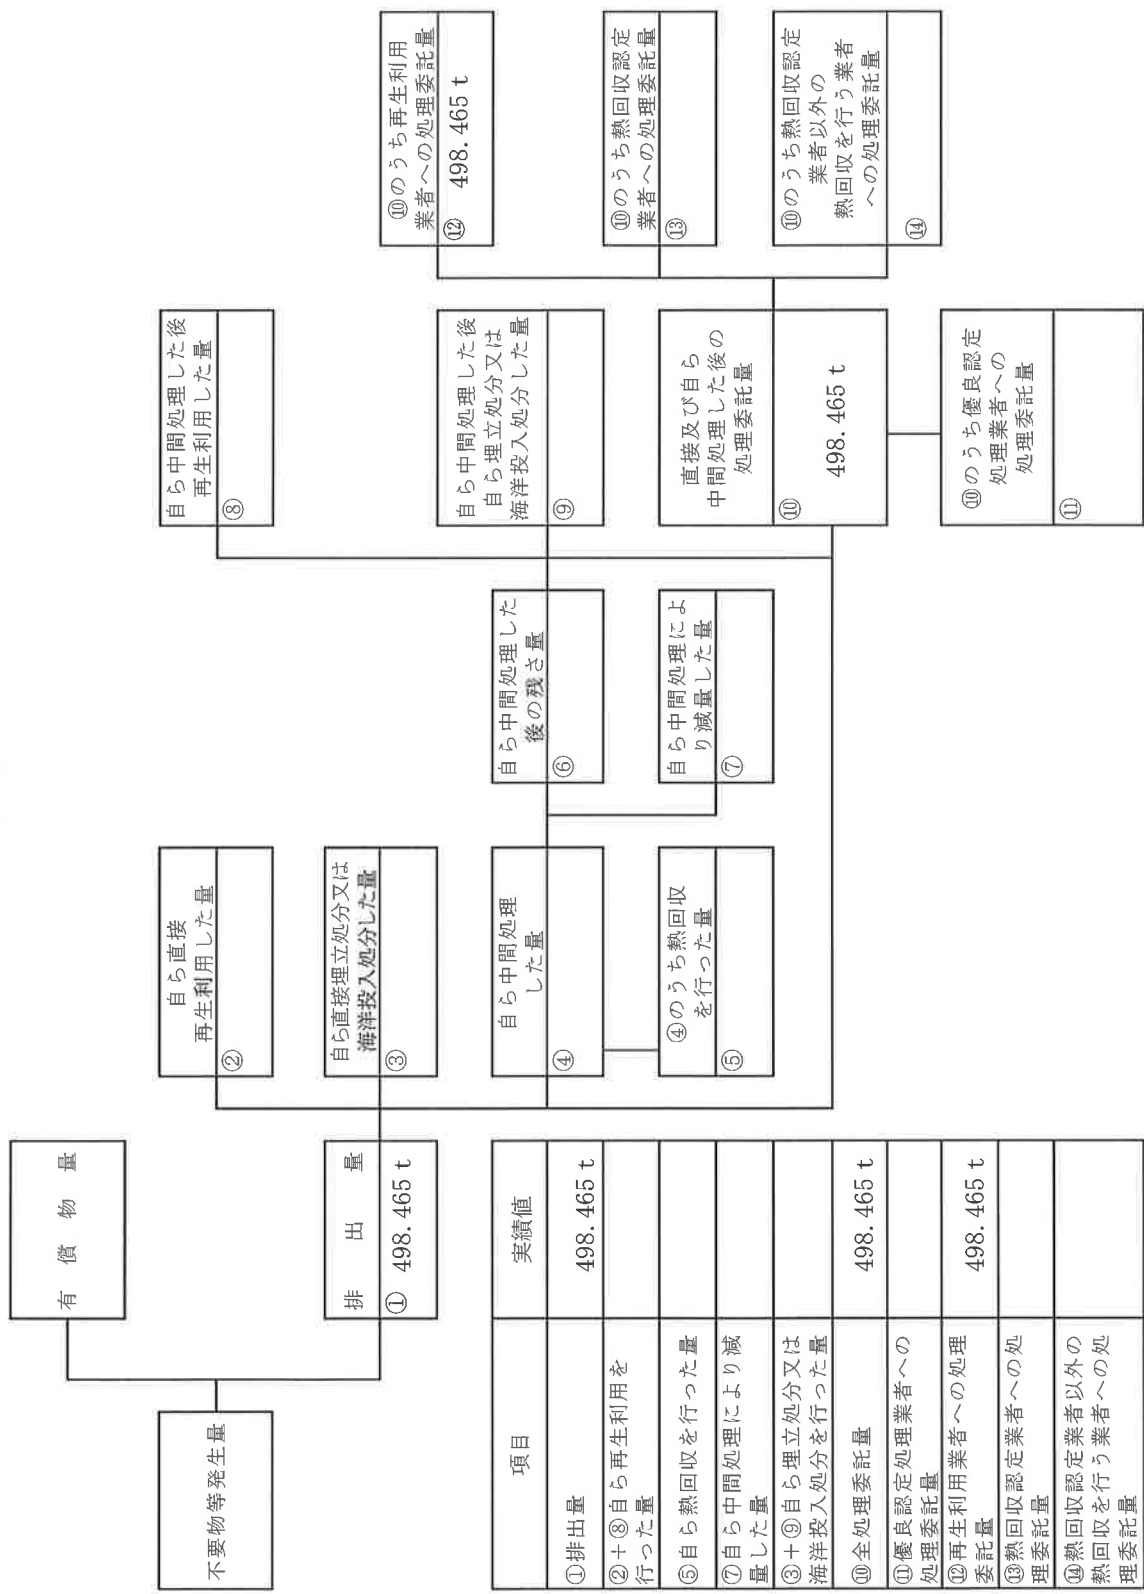 不要物等発生量
有 償 物 量
排 出 量
① 498.465 t
自ら直接
再生利用した量
②
自ら直接埋立処分又は
海洋投入処分した量
③
自ら中間処理
した量
④
④のうち熱回収
を行った量
⑤
自ら中間処理した
後の残さ量
⑥
自ら中間処理によ
り減量した量
⑦
自ら中間処理した後
再生利用した量
⑧
自ら中間処理した後
自ら埋立処分又は
海洋投入処分した量
⑨
直接及び自ら
中間処理した後の
処理委託量
⑩
498.465 t
⑩のうち優良認定
処理業者への
処理委託量
⑪
⑩のうち再生利用
業者への処理委託量
⑫
498.465 t
⑩のうち熱回収認定
業者への処理委託量
⑬
⑩のうち熱回収認定
業者以外の
熱回収を行う業者
への処理委託量
⑭
項目 実績値
①排出量 498.465 t
②+⑧自ら再生利用を
行った量
⑤自ら熱回収を行った量
⑦自ら中間処理により減
量した量
③+⑨自ら埋立処分又は
海洋投入処分を行った量
⑩全処理委託量 498.465 t
⑪優良認定処理業者への
処理委託量
⑫再生利用業者への処理
委託量 498.465 t
⑬熱回収認定業者への処
理委託量
⑭熱回収認定業者以外の
熱回収を行う業者への処
理委託量